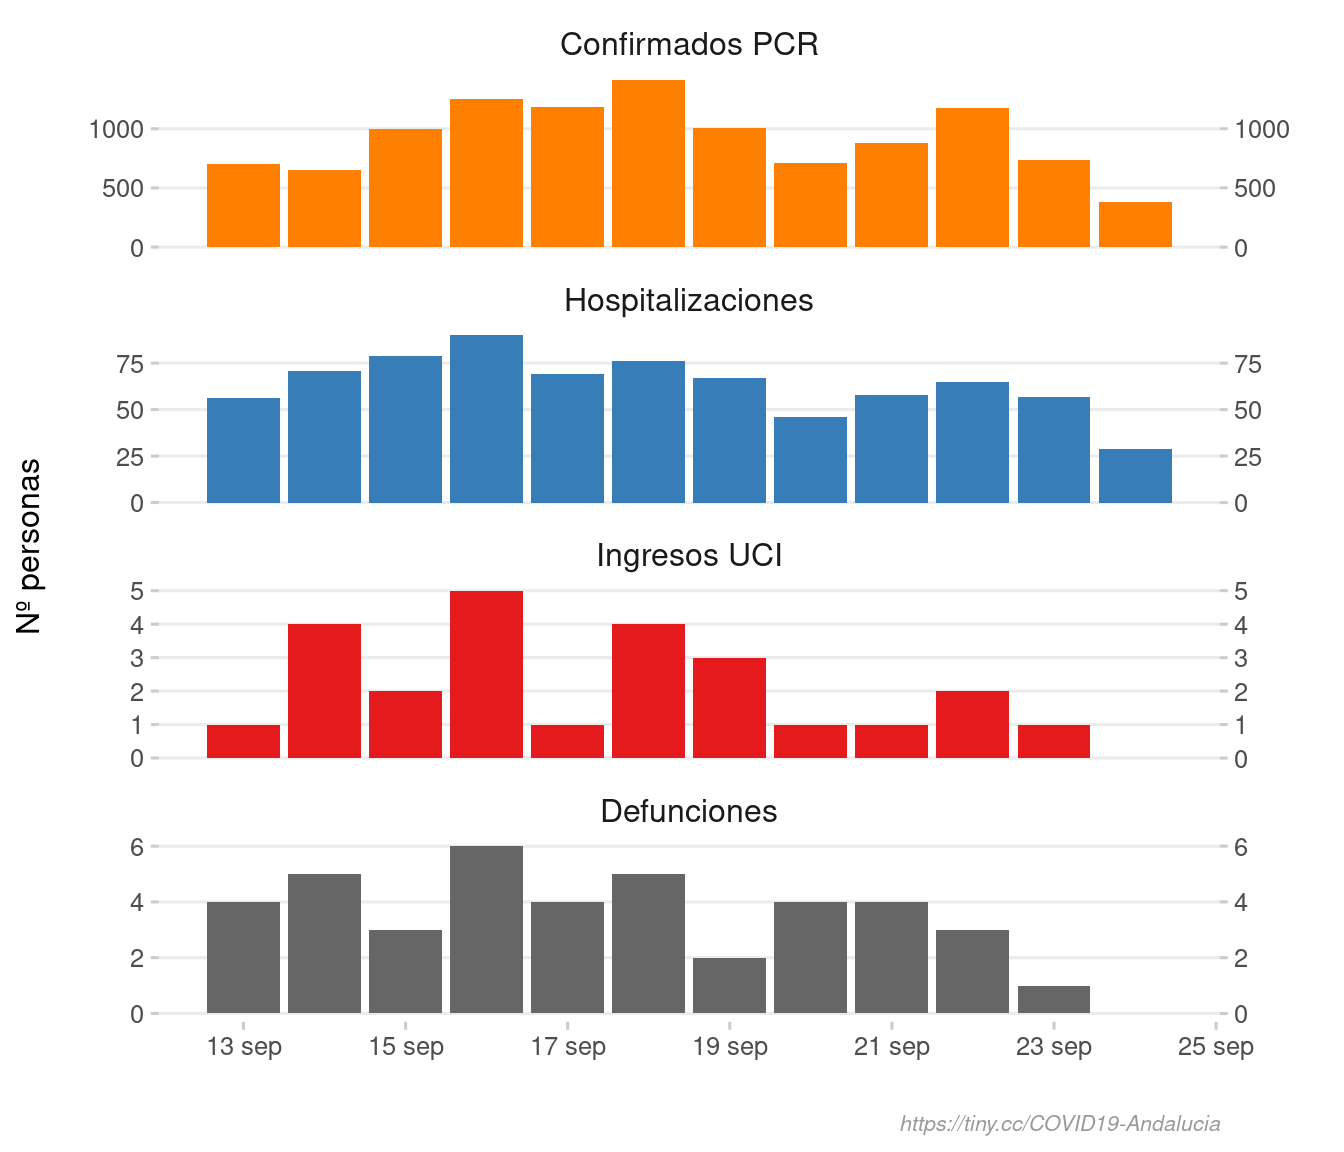 Confirmados PCR
1000 1000
500 500
0 0
Hospitalizaciones
75 75
50 50
25 25
0 0
Nº personas
Ingresos UCI
5 5
4 4
3 3
2 2
1 1
0 0
Defunciones
6 6
4 4
2 2
0 0
13 sep 15 sep 17 sep 19 sep 21 sep 23 sep 25 sep
https://tiny.cc/COVID19-Andalucia